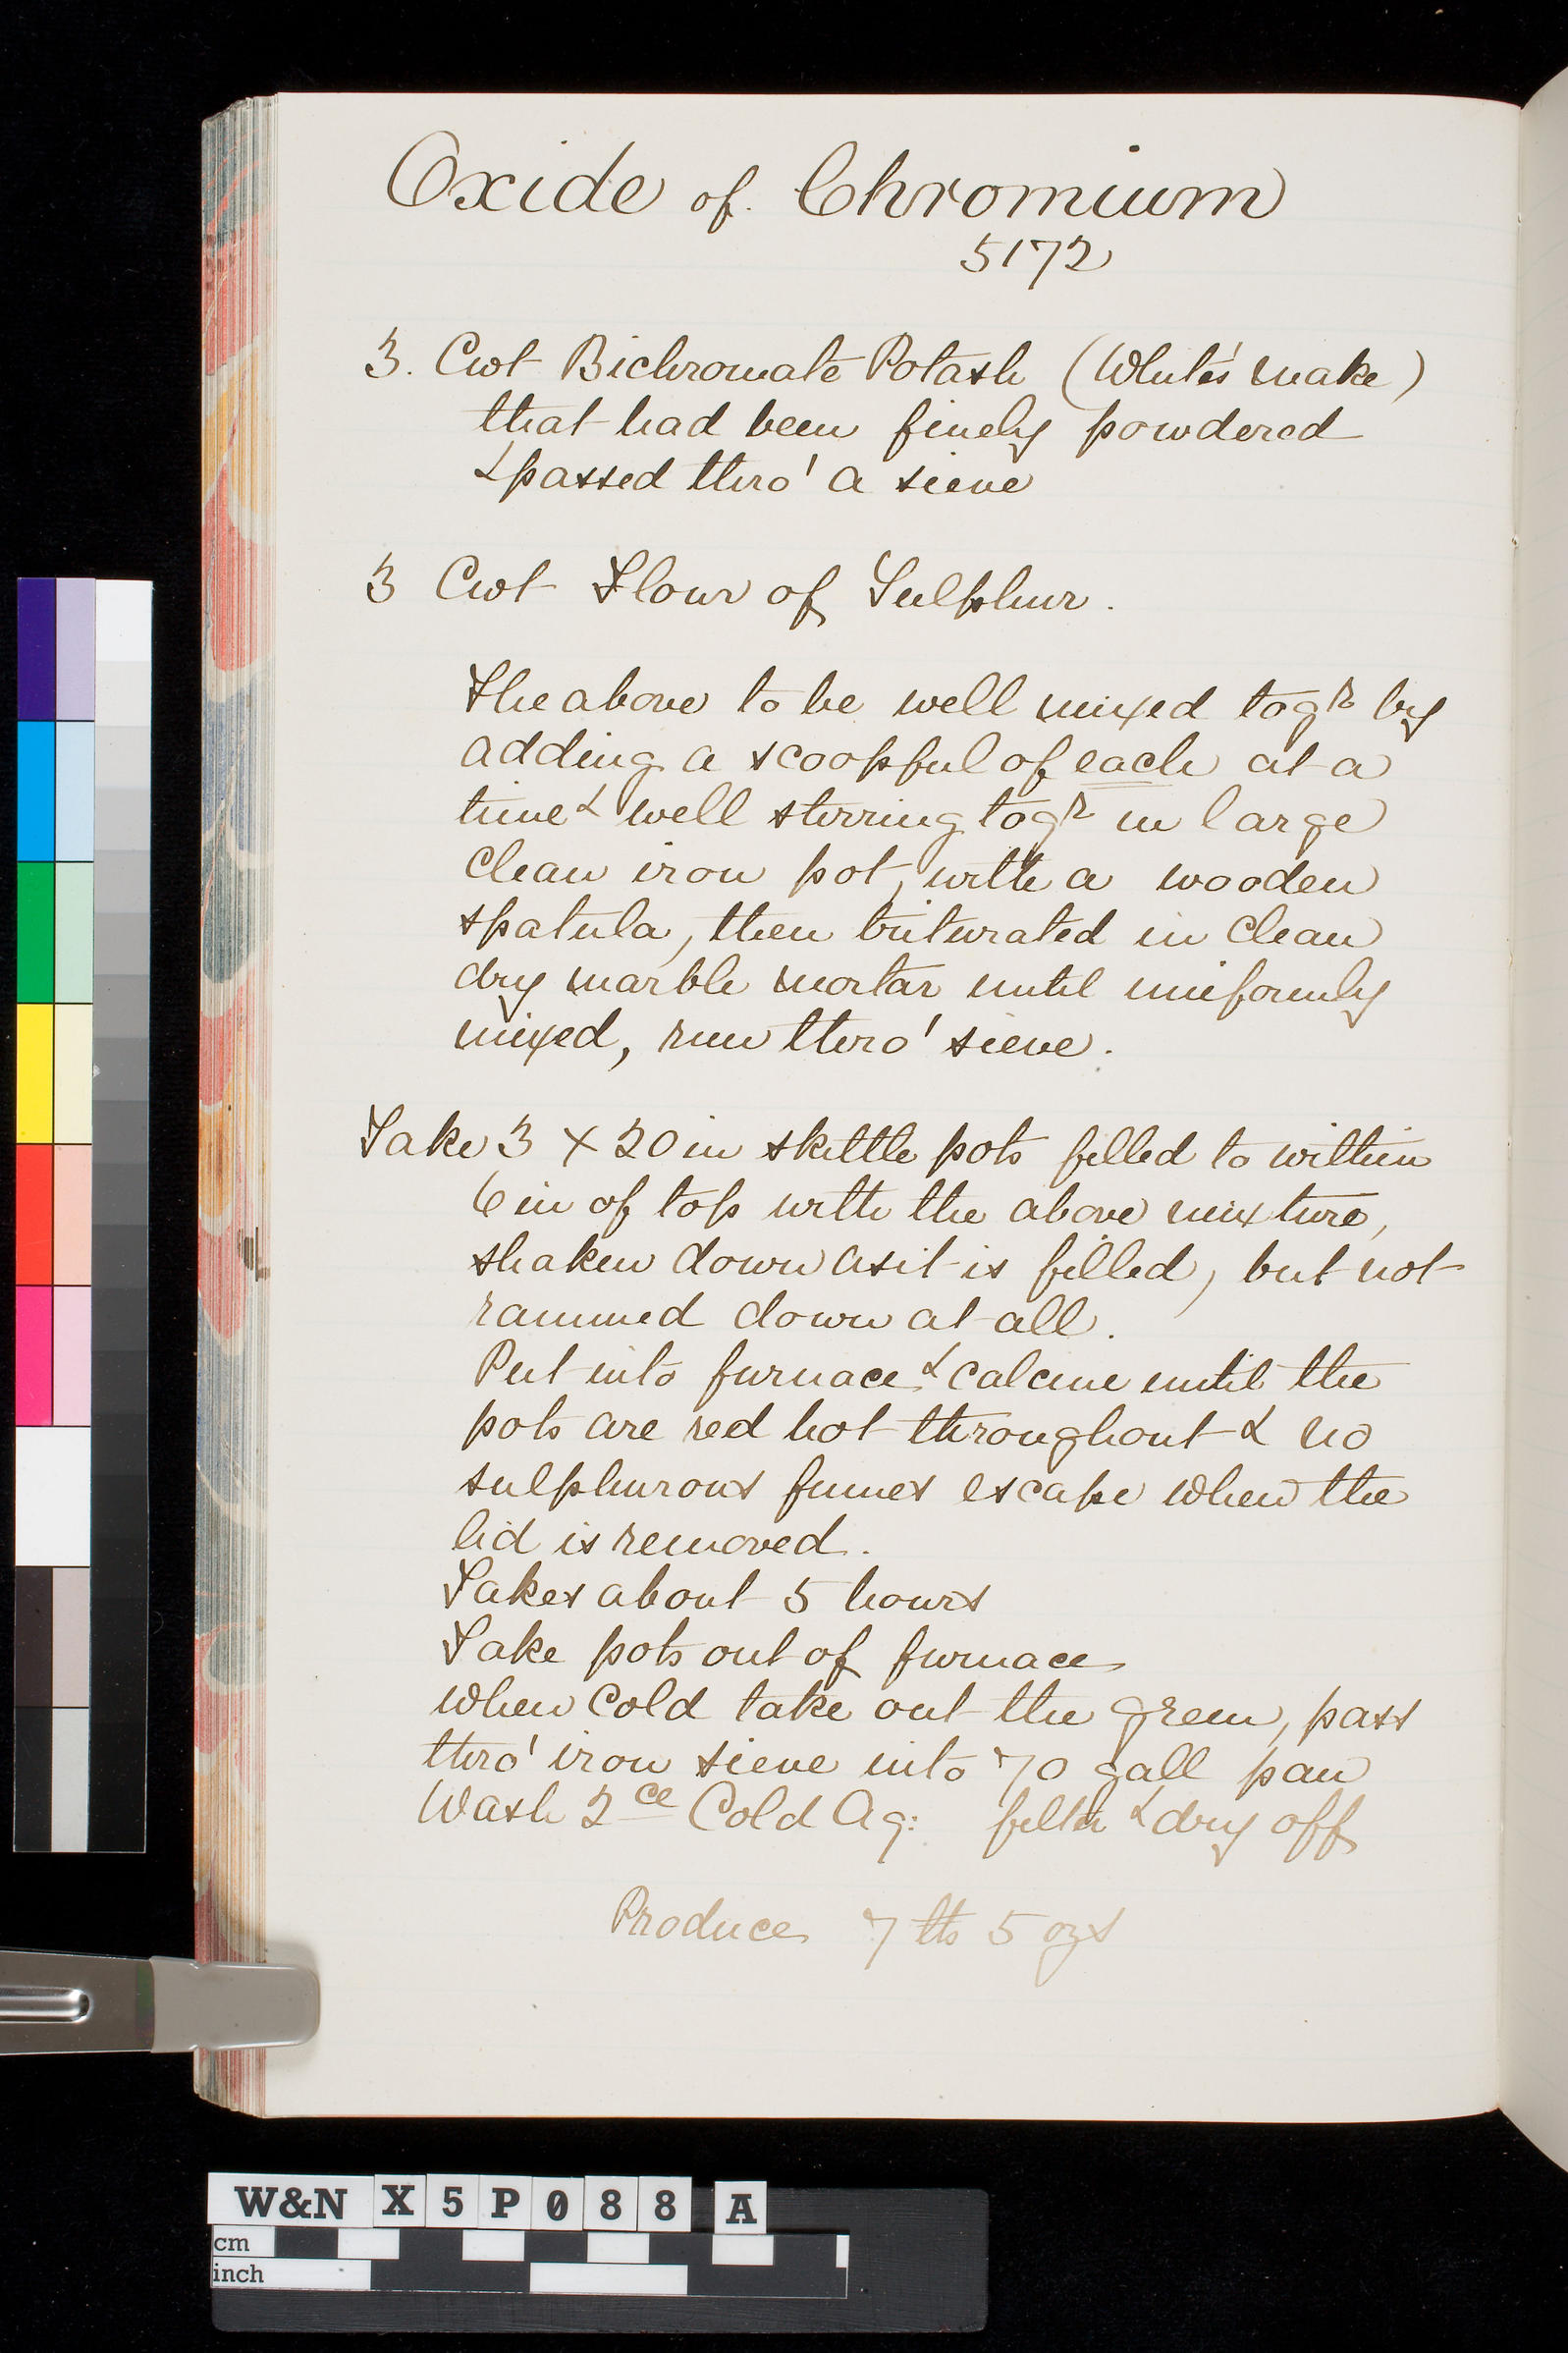 Oxide of Chromium
5172
3. Cwt Bichromate Potash (White's make)
that had been finely powdered
& passed thro' a sieve
3 Cwt Flour of Sulphur.
The above to be well mixed togr by
adding a scoopful of each at a
time & well stirring togr in large
clean iron pot, with a wooden
spatula, then triturated in clean
dry marble mortar until uniformly
mixed, run thro' sieve.
Take 3 x 20 in skittle pots filled to within
6 in of top with the above mixture,
shaken down as it is filled, but not
rammed down at all.
Put into furnace & calcine until the
pots are red hot throughout & no
sulphurous fumes escape when the
lid is removed.
Takes about 5 hours
Take pots out of furnace
when cold take out the green, pass
thro' iron sieve into 70 gall pan
Wash 2ce Cold Aq: filter & dry off
Produce 7 lbs 5 ozs
W&N X5P088 A
cm
inch